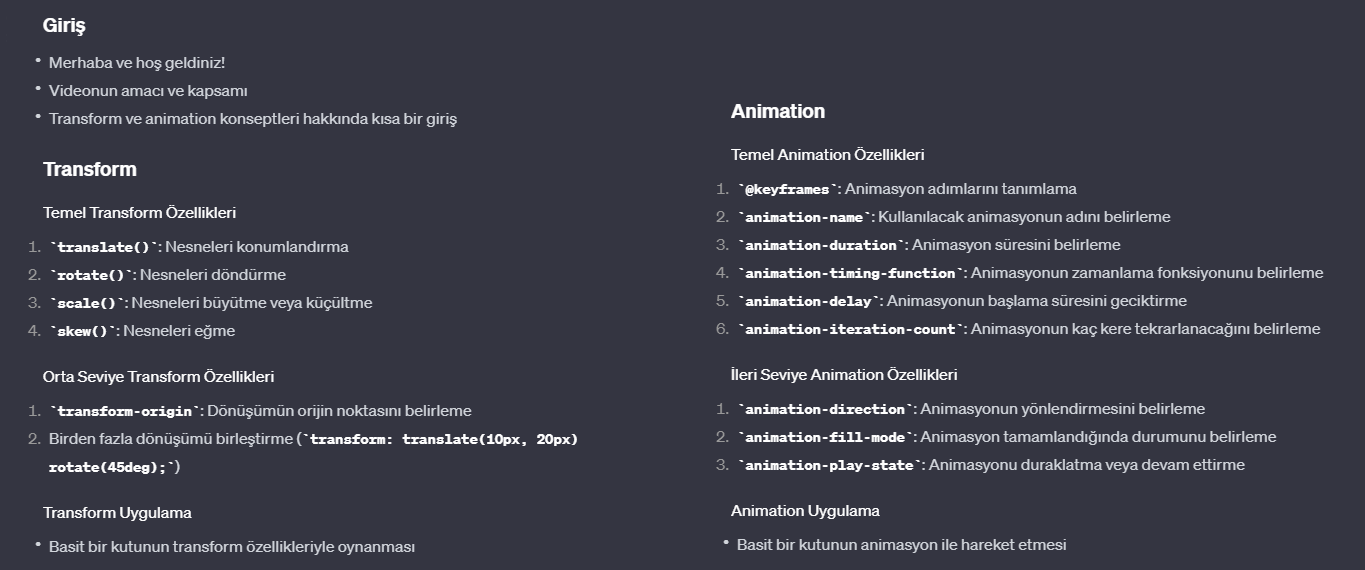 Giriş
• Merhaba ve hoş geldiniz!
• Videonun amacı ve kapsamı
• Transform ve animation konseptleri hakkında kısa bir giriş
Transform
Temel Transform Özellikleri
1. `translate()`: Nesneleri konumlandırma
2. `rotate()`: Nesneleri döndürme
3. `scale()`: Nesneleri büyütme veya küçültme
4. `skew()`: Nesneleri eğme
Orta Seviye Transform Özellikleri
1. `transform-origin`: Dönüşümün orijin noktasını belirleme
2. Birden fazla dönüşümü birleştirme (`transform: translate(10px, 20px)
rotate(45deg);`)
Transform Uygulama
• Basit bir kutunun transform özellikleriyle oynanması
Animation
Temel Animation Özellikleri
1. `@keyframes`: Animasyon adımlarını tanımlama
2. `animation-name`: Kullanılacak animasyonun adını belirleme
3. `animation-duration`: Animasyon süresini belirleme
4. `animation-timing-function`: Animasyonun zamanlama fonksiyonunu belirleme
5. `animation-delay`: Animasyonun başlama süresini geciktirme
6. `animation-iteration-count`: Animasyonun kaç kere tekrarlanacağını belirleme
İleri Seviye Animation Özellikleri
1. `animation-direction`: Animasyonun yönlendirmesini belirleme
2. `animation-fill-mode`: Animasyon tamamlandığında durumunu belirleme
3. `animation-play-state`: Animasyonu duraklatma veya devam ettirme
Animation Uygulama
• Basit bir kutunun animasyon ile hareket etmesi